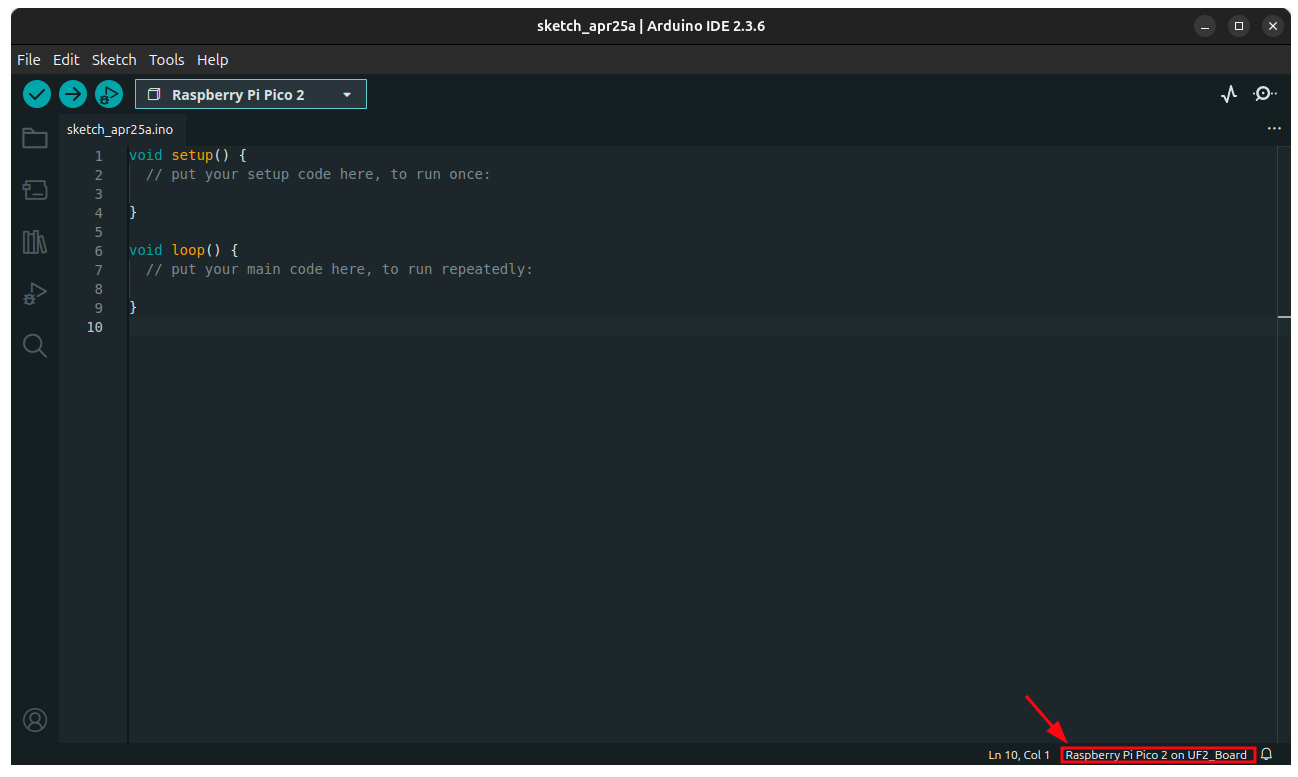 sketch_apr25a | Arduino IDE 2.3.6
File Edit Sketch Tools Help
Raspberry Pi Pico 2
sketch_apr25a.ino
1 void setup() {
2   // put your setup code here, to run once:
3
4 }
5
6 void loop() {
7   // put your main code here, to run repeatedly:
8
9 }
10
Ln 10, Col 1 Raspberry Pi Pico 2 on UF2_Board